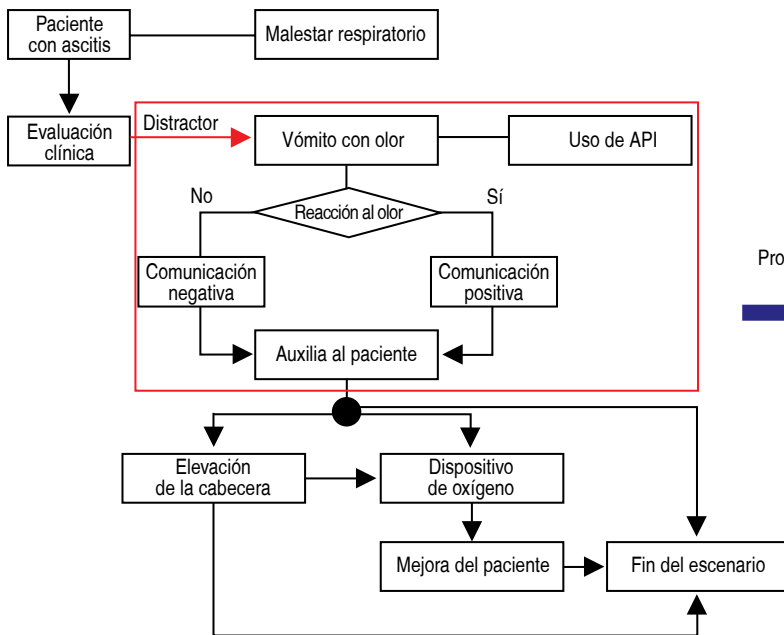 Paciente
con ascitis
Malestar respiratorio
Evaluación
clínica
Distractor
Vómito con olor
Uso de API
No
Reacción al olor
Sí
Comunicación
negativa
Comunicación
positiva
Pro
Auxilia al paciente
Elevación
de la cabecera
Dispositivo
de oxígeno
Mejora del paciente
Fin del escenario